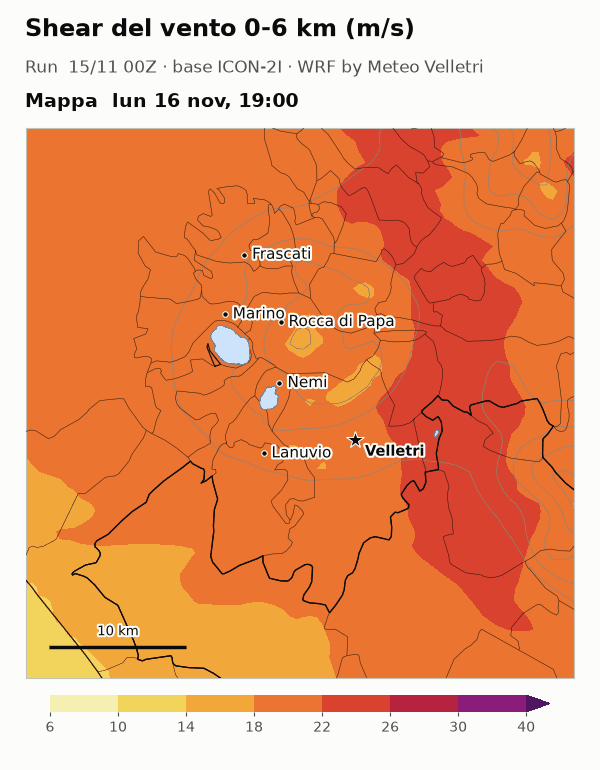 Shear del vento 0-6 km (m/s)
Run  15/11 00Z · base ICON-2I · WRF by Meteo Velletri
Mappa  lun 16 nov, 19:00
Frascati
Marino
Rocca di Papa
Nemi
Velletri
Lanuvio
10 km
6 10 14 18 22 26 30 40